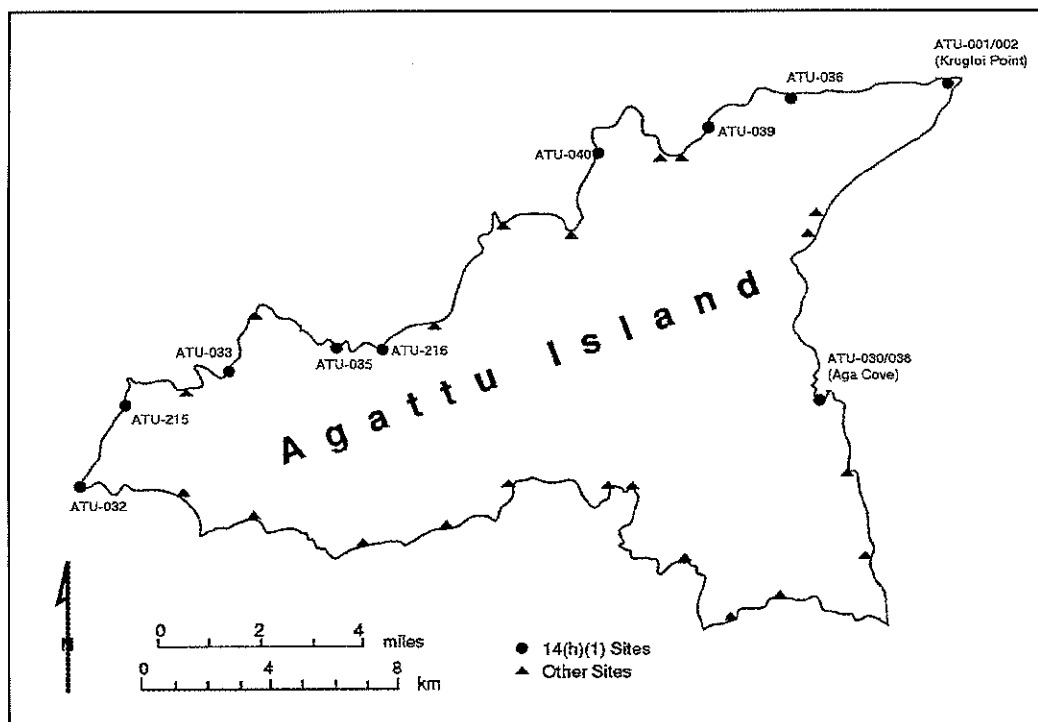 ATU-001/002
(Krugloi Point)
ATU-036
ATU-039
ATU-040
Agattu Island
ATU-033
ATU-035
ATU-216
ATU-030/038
(Aga Cove)
ATU-215
ATU-032
N
0 2 4 miles
0 4 8 km
14(h)(1) Sites
Other Sites